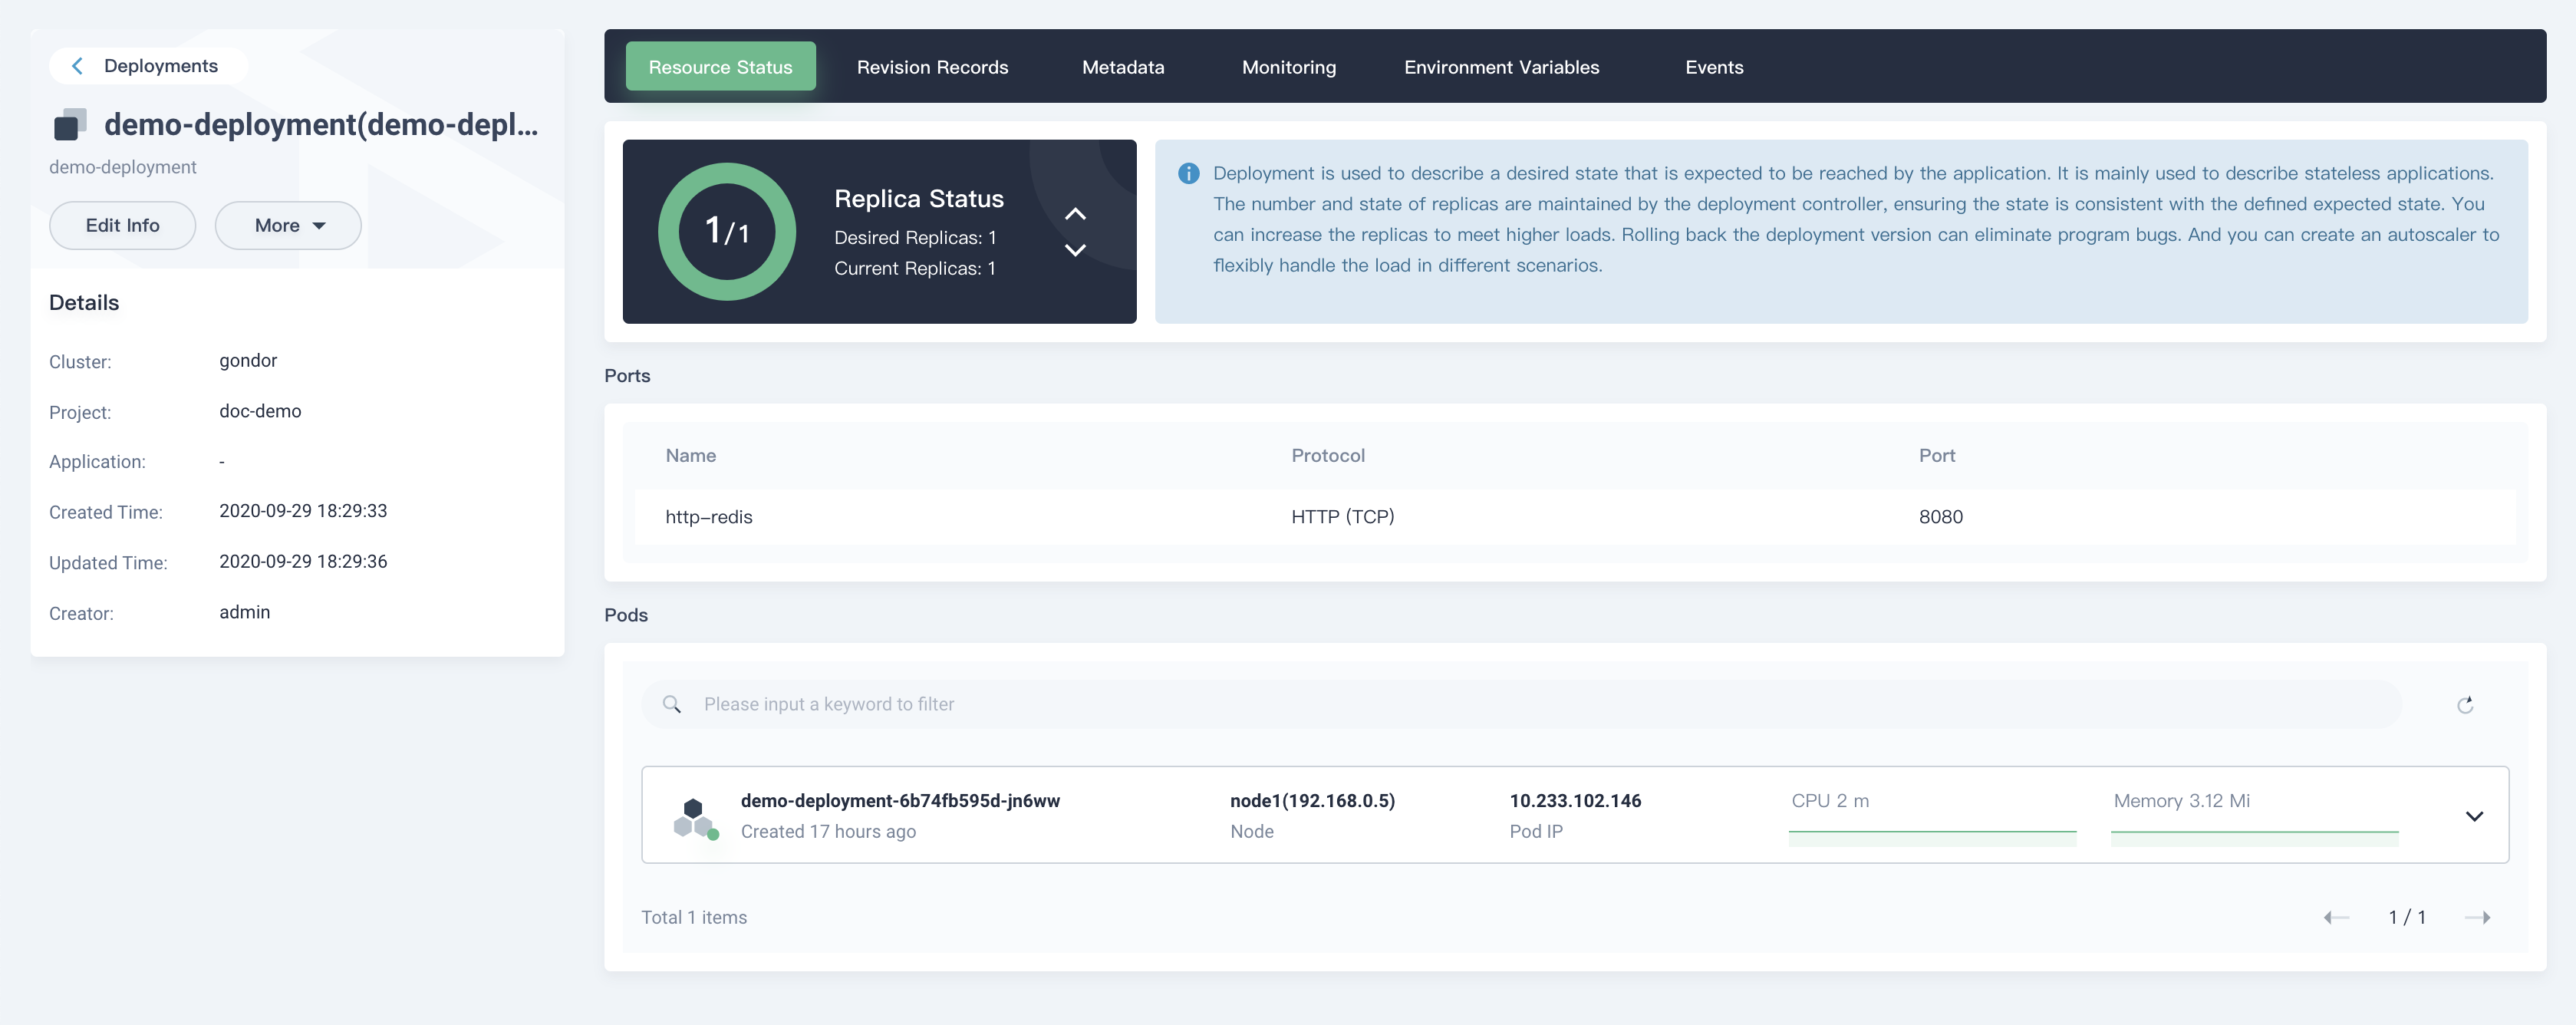 Deployments
demo-deployment(demo-depl...
demo-deployment
Edit Info
More
Details
Cluster: gondor
Project: doc-demo
Application: -
Created Time: 2020-09-29 18:29:33
Updated Time: 2020-09-29 18:29:36
Creator: admin
Resource Status Revision Records Metadata Monitoring Environment Variables Events
1/1
Replica Status
Desired Replicas: 1
Current Replicas: 1
Deployment is used to describe a desired state that is expected to be reached by the application. It is mainly used to describe stateless applications.
The number and state of replicas are maintained by the deployment controller, ensuring the state is consistent with the defined expected state. You
can increase the replicas to meet higher loads. Rolling back the deployment version can eliminate program bugs. And you can create an autoscaler to
flexibly handle the load in different scenarios.
Ports
Name Protocol Port
http-redis HTTP (TCP) 8080
Pods
Please input a keyword to filter
demo-deployment-6b74fb595d-jn6ww node1(192.168.0.5) 10.233.102.146 CPU 2 m Memory 3.12 Mi
Created 17 hours ago Node Pod IP
Total 1 items 1 / 1